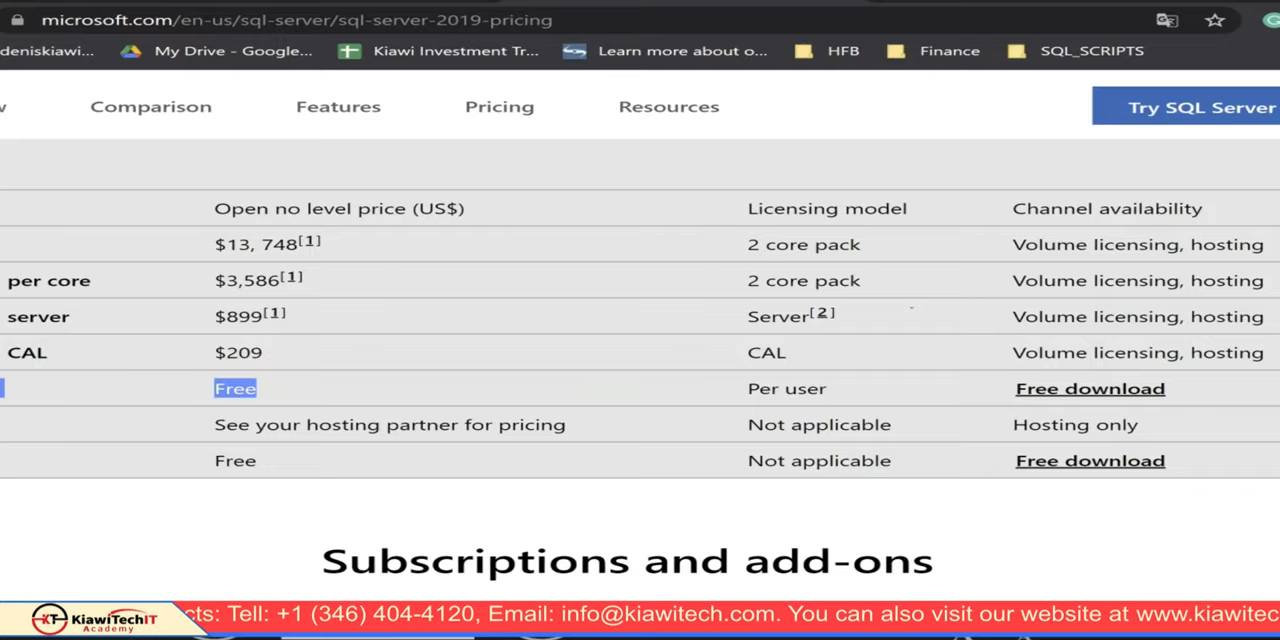 microsoft.com/en-us/sql-server/sql-server-2019-pricing
deniskiawi... My Drive - Google... Kiawi Investment Tr... Learn more about o... HFB Finance SQL_SCRIPTS
Comparison Features Pricing Resources Try SQL Server
Open no level price (US$) Licensing model Channel availability
$13, 748[1] 2 core pack Volume licensing, hosting
per core $3,586[1] 2 core pack Volume licensing, hosting
server $899[1] Server[2] Volume licensing, hosting
CAL $209 CAL Volume licensing, hosting
Free Per user Free download
See your hosting partner for pricing Not applicable Hosting only
Free Not applicable Free download
Subscriptions and add-ons
KT KiawiTechIT Academy cts: Tell: +1 (346) 404-4120, Email: info@kiawitech.com. You can also visit our website at www.kiawitec